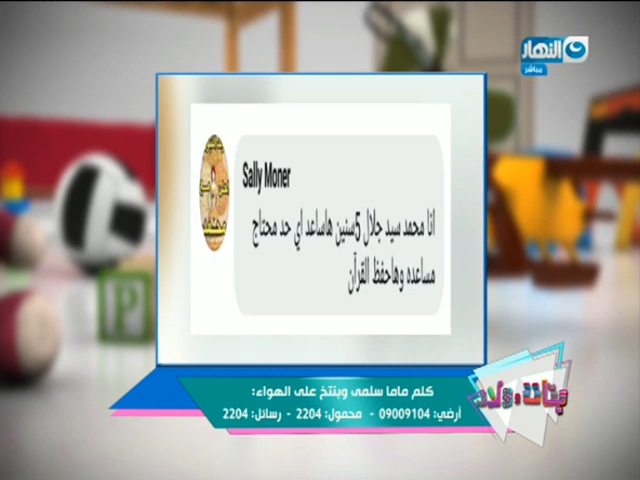 النهار
مباشر
Sally Moner
انا محمد سيد جلال 5سنين هاساعد اي حد محتاج
مساعده وهاحفظ القرآن
P
كلم ماما سلمى وبنتخ على الهواء:
أرضي: 09009104 - محمول: 2204 - رسائل: 2204
بنات و ولاد